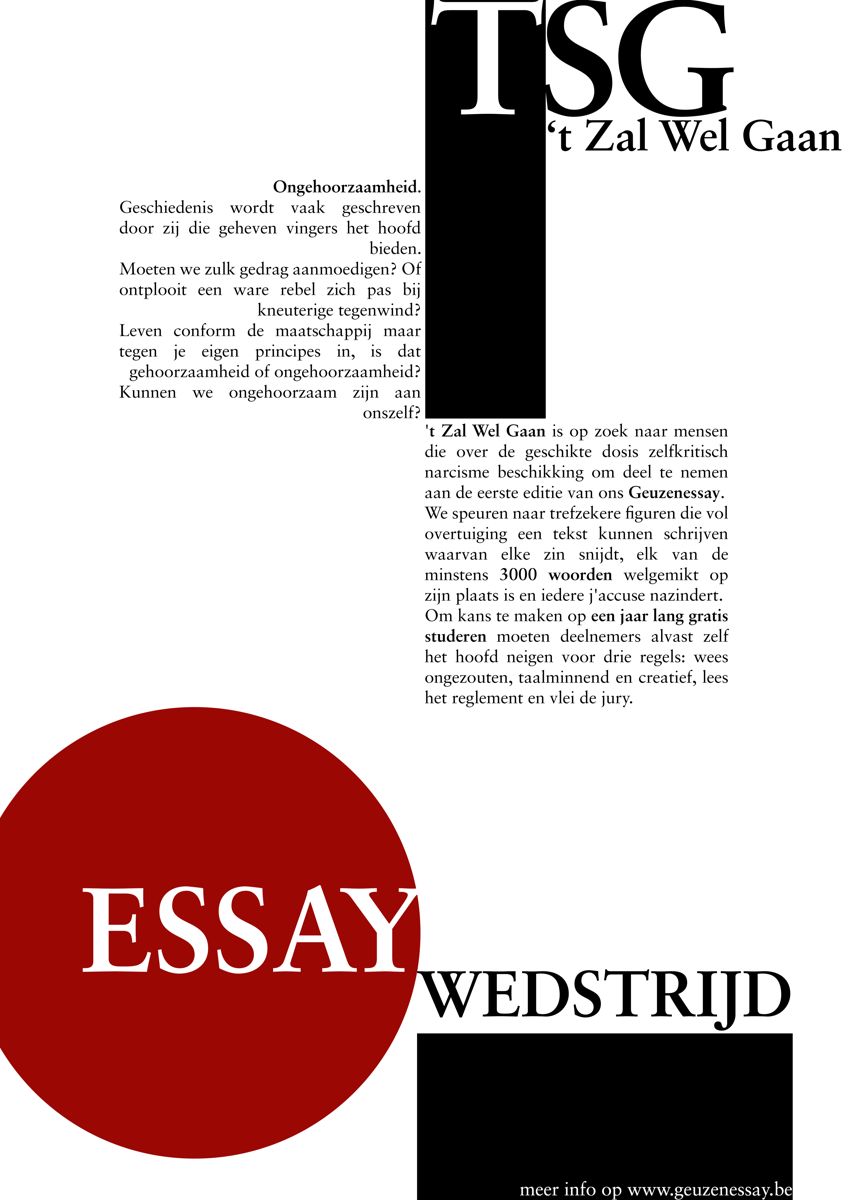 TSG
‘t Zal Wel Gaan
Ongehoorzaamheid.
Geschiedenis wordt vaak geschreven
door zij die geheven vingers het hoofd
bieden.
Moeten we zulk gedrag aanmoedigen? Of
ontplooit een ware rebel zich pas bij
kneuterige tegenwind?
Leven conform de maatschappij maar
tegen je eigen principes in, is dat
gehoorzaamheid of ongehoorzaamheid?
Kunnen we ongehoorzaam zijn aan
onszelf?
't Zal Wel Gaan is op zoek naar mensen
die over de geschikte dosis zelfkritisch
narcisme beschikking om deel te nemen
aan de eerste editie van ons Geuzenessay.
We speuren naar trefzekere figuren die vol
overtuiging een tekst kunnen schrijven
waarvan elke zin snijdt, elk van de
minstens 3000 woorden welgemikt op
zijn plaats is en iedere j'accuse nazindert.
Om kans te maken op een jaar lang gratis
studeren moeten deelnemers alvast zelf
het hoofd neigen voor drie regels: wees
ongezouten, taalminnend en creatief, lees
het reglement en vlei de jury.
ESSAY
WEDSTRIJD
meer info op www.geuzenessay.be